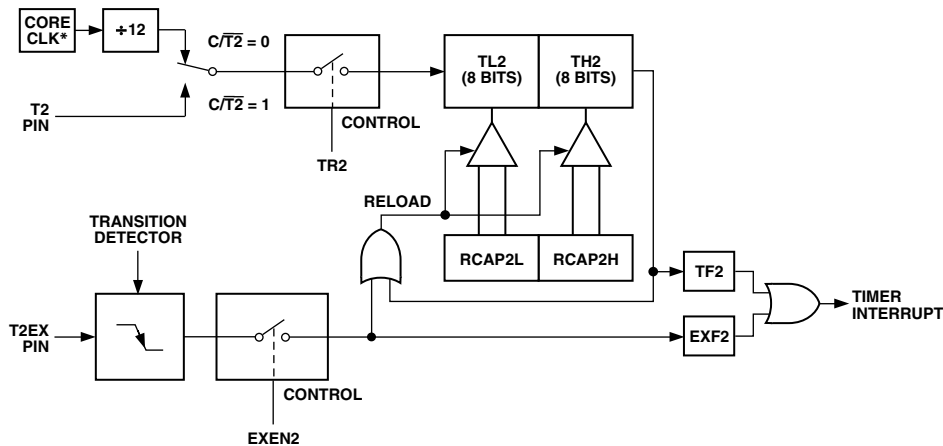 CORE
CLK*
÷12
C/T2 = 0
C/T2 = 1
T2
PIN
CONTROL
TR2
TL2
(8 BITS)
TH2
(8 BITS)
RELOAD
TRANSITION
DETECTOR
RCAP2L
RCAP2H
TF2
TIMER
INTERRUPT
T2EX
PIN
EXF2
CONTROL
EXEN2